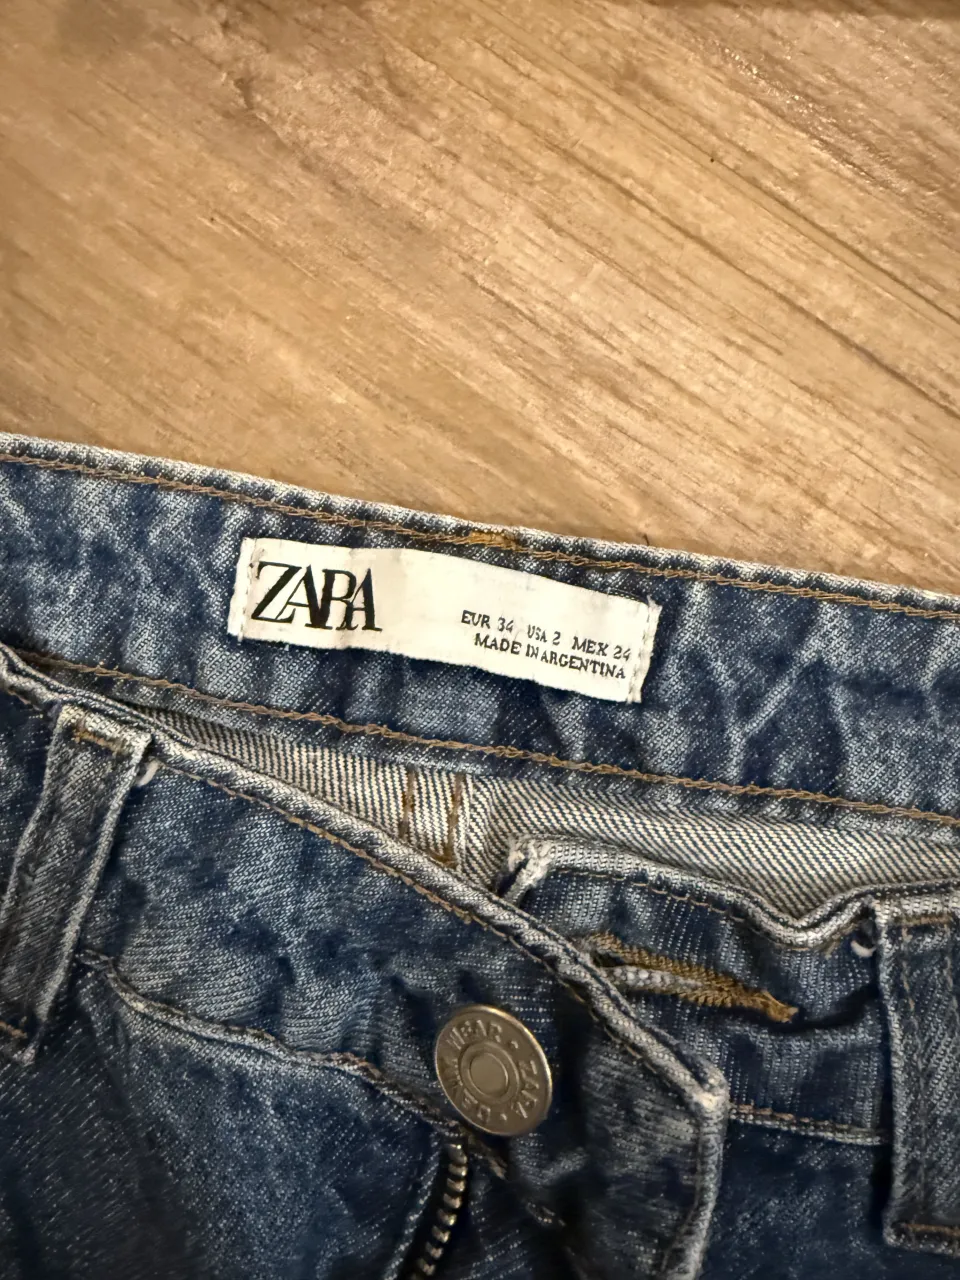 ZARA
EUR 34 USA 2 MEX 24
MADE IN ARGENTINA
DENIM WEAR • ZARA •